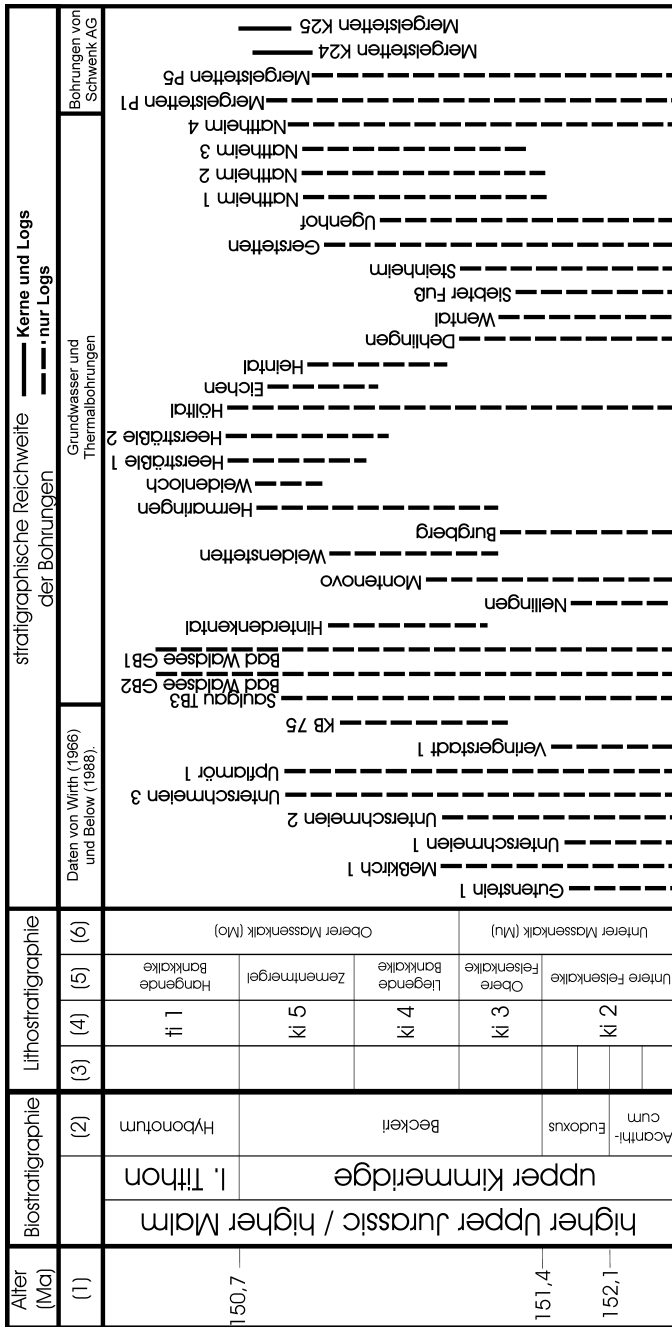 stratigraphische Reichweite
der Bohrungen
Kerne und Logs
nur Logs
Bohrungen von
Schwenk AG
Grundwasser und
Thermalbohrungen
Daten von Wirth (1966)
und Below (1988).
Mergelstetten K25
Mergelstetten K24
Mergelstetten P5
Mergelstetten P1
Nattheim 4
Nattheim 3
Nattheim 2
Nattheim 1
Ugenhof
Gerstetten
Steinheim
Siebter Fuß
Wental
Dehlingen
Heintal
Eichen
Hölltal
Heersträßle 2
Heersträßle 1
Weidenloch
Hermaringen
Burgberg
Weidenstetten
Montenovo
Nellingen
Hinterdenkental
Bad Waldsee GB1
Bad Waldsee GB2
Saulgau TB3
KB 75
Veringerstadt 1
Upflamör 1
Unterschmeien 3
Unterschmeien 2
Unterschmeien 1
Meßkirch 1
Gutenstein 1
Lithostratigraphie
(6)
Oberer Massenkalk (Mo)
Unterer Massenkalk (Mu)
(5)
Hangende
Bankkalke
Zementmergel
Liegende
Bankkalke
Obere
Felsenkalke
Untere Felsenkalke
(4)
ti 1
ki 5
ki 4
ki 3
ki 2
(3)
Biostratigraphie
(2)
Hybonotum
Beckeri
Eudoxus
Acanthi-
cum
l. Tithon
upper Kimmeridge
higher Upper Jurassic / higher Malm
Alter
(Ma)
(1)
150,7
151,4
152,1